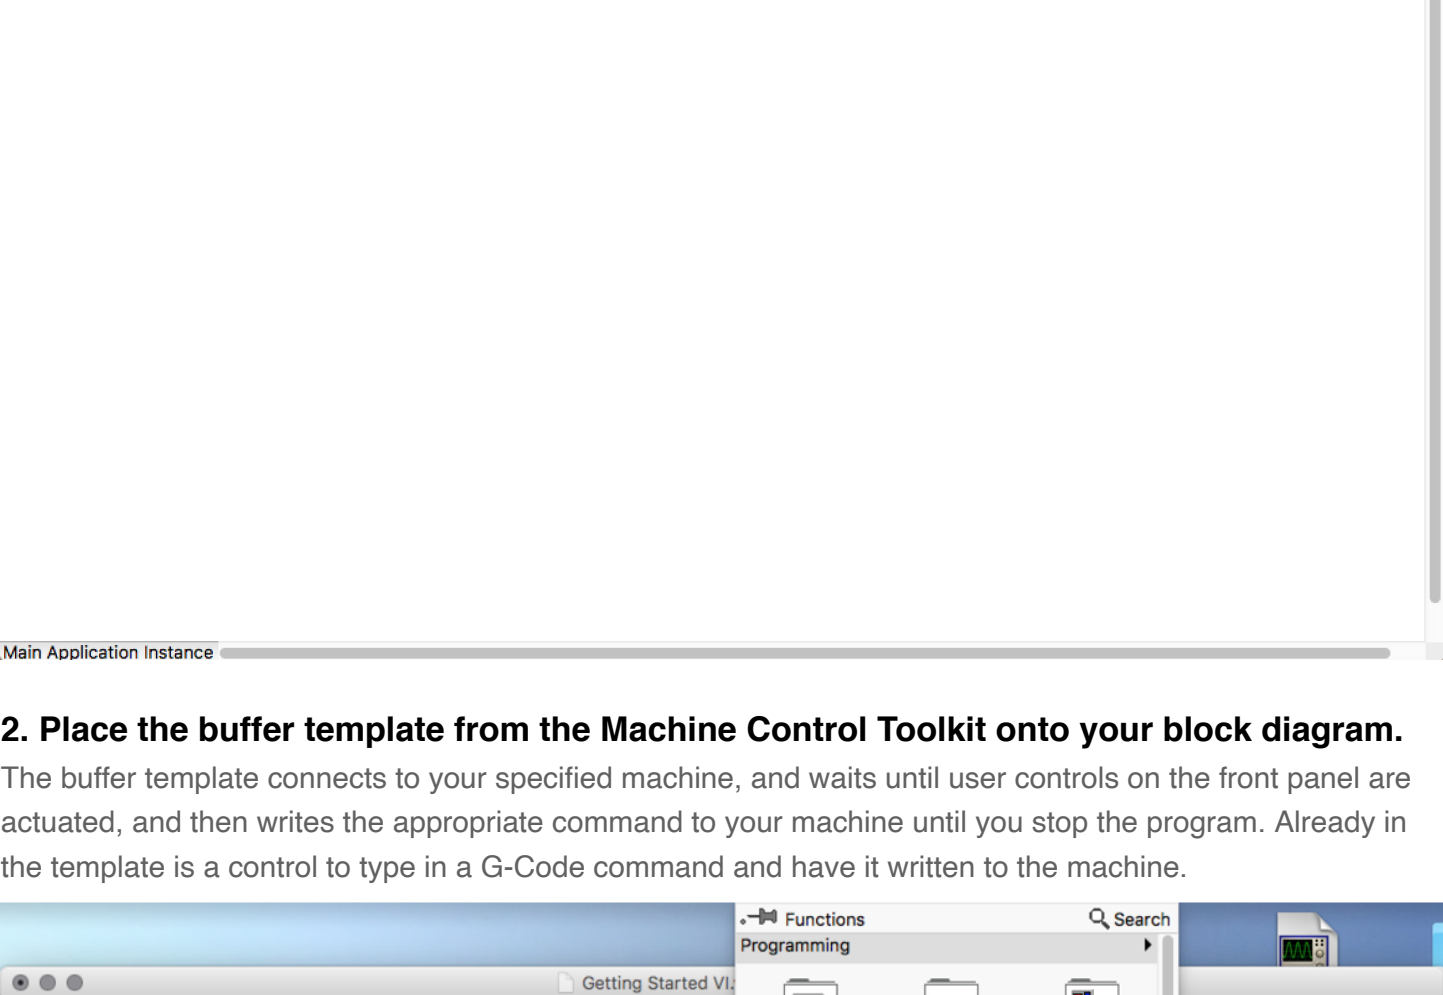 Main Application Instance
2. Place the buffer template from the Machine Control Toolkit onto your block diagram.
The buffer template connects to your specified machine, and waits until user controls on the front panel are
actuated, and then writes the appropriate command to your machine until you stop the program. Already in
the template is a control to type in a G-Code command and have it written to the machine.
Functions Search
Programming
Getting Started VI.